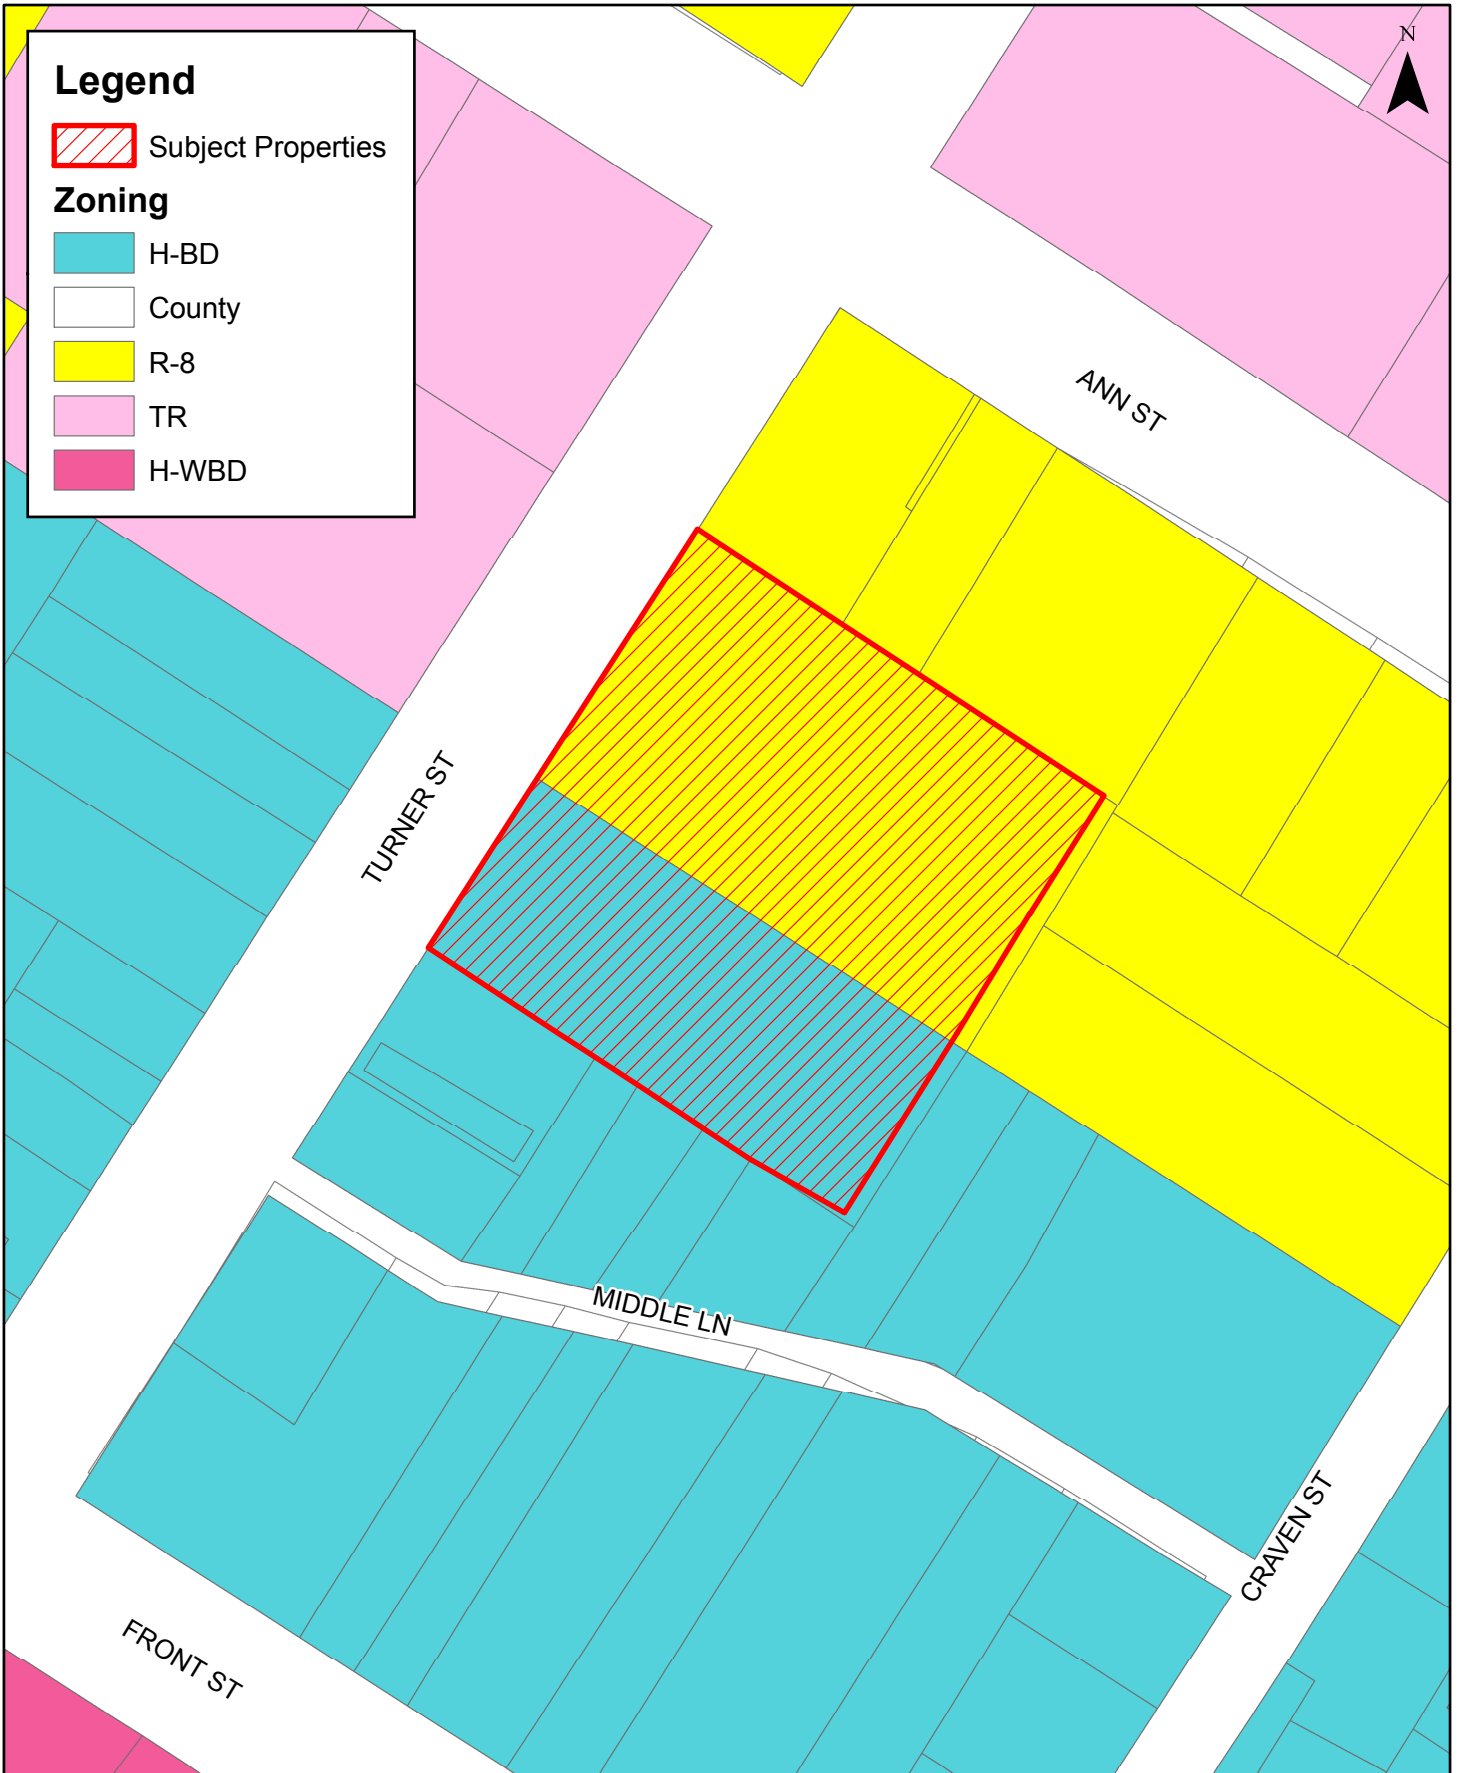 Legend
Subject Properties
Zoning
H-BD
County
R-8
TR
H-WBD
N
ANN ST
TURNER ST
MIDDLE LN
CRAVEN ST
FRONT ST